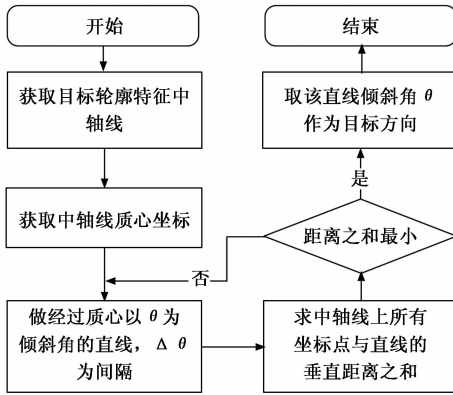 开始
获取目标轮廓特征中
轴线
获取中轴线质心坐标
否
做经过质心以 θ 为
倾斜角的直线，Δ θ
为间隔
求中轴线上所有
坐标点与直线的
垂直距离之和
距离之和最小
是
取该直线倾斜角 θ
作为目标方向
结束